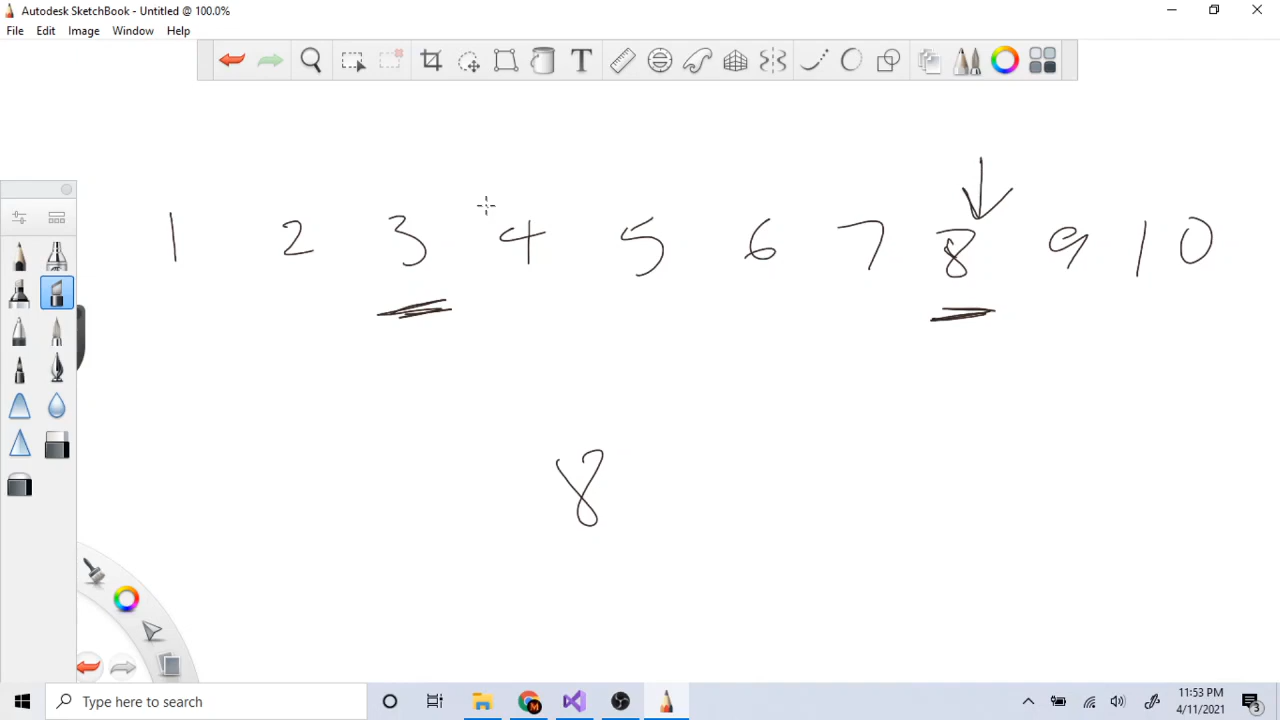 Autodesk SketchBook - Untitled @ 100.0%
File Edit Image Window Help
T
1 2 3 4 5 6 7 8 9 10
8
Type here to search
M
11:53 PM
4/11/2021
3